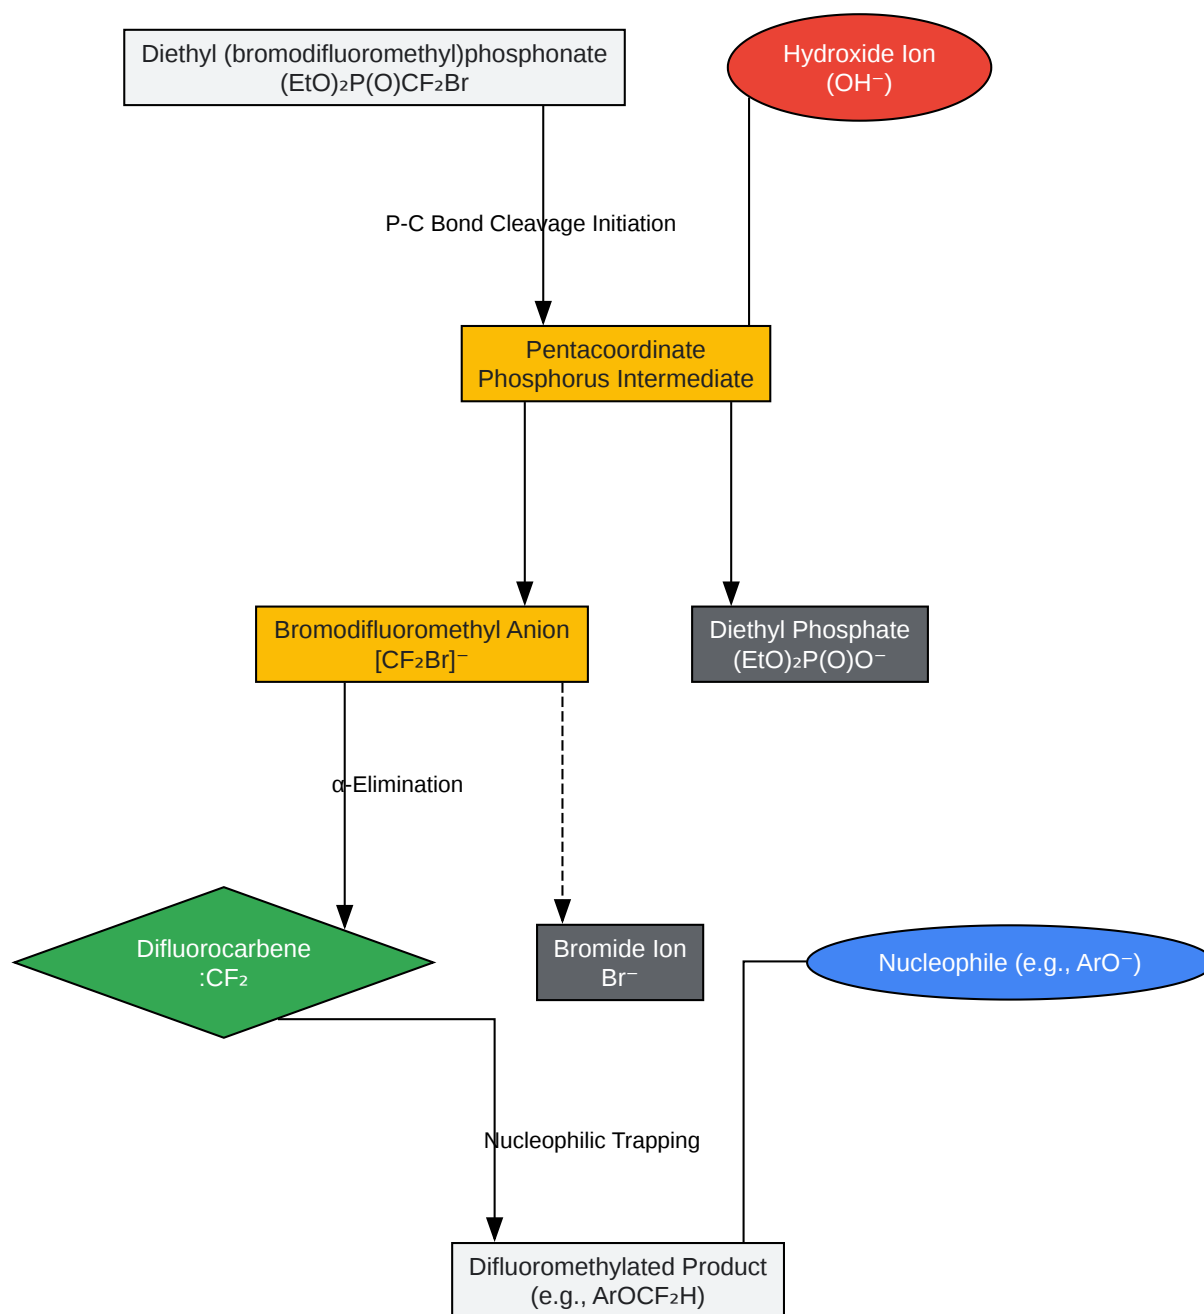 Diethyl (bromodifluoromethyl)phosphonate
(EtO)₂P(O)CF₂Br
Hydroxide Ion
(OH⁻)
P-C Bond Cleavage Initiation
Pentacoordinate
Phosphorus Intermediate
Bromodifluoromethyl Anion
[CF₂Br]⁻
Diethyl Phosphate
(EtO)₂P(O)O⁻
α-Elimination
Difluorocarbene
:CF₂
Bromide Ion
Br⁻
Nucleophile (e.g., ArO⁻)
Nucleophilic Trapping
Difluoromethylated Product
(e.g., ArOCF₂H)